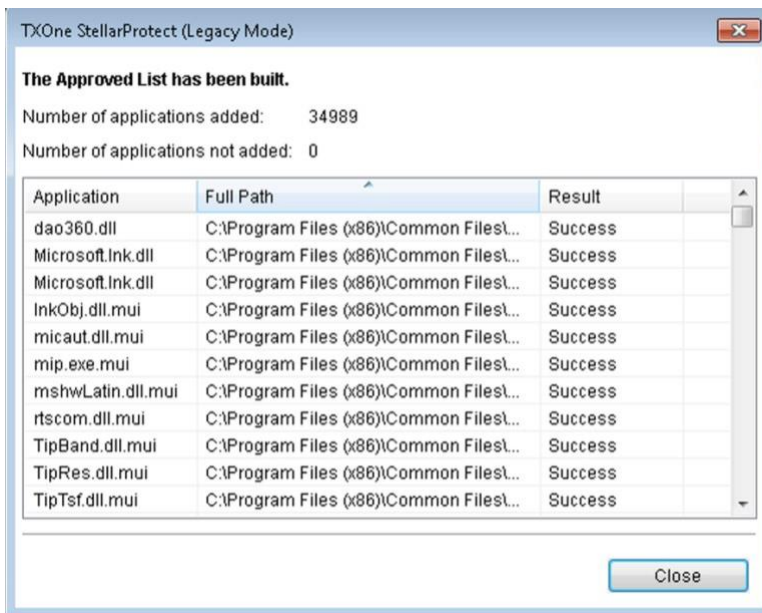 TXOne StellarProtect (Legacy Mode)
The Approved List has been built.
Number of applications added: 34989
Number of applications not added: 0
Application Full Path Result
dao360.dll C:\Program Files (x86)\Common Files\... Success
Microsoft.Ink.dll C:\Program Files (x86)\Common Files\... Success
Microsoft.Ink.dll C:\Program Files (x86)\Common Files\... Success
InkObj.dll.mui C:\Program Files (x86)\Common Files\... Success
micaut.dll.mui C:\Program Files (x86)\Common Files\... Success
mip.exe.mui C:\Program Files (x86)\Common Files\... Success
mshwLatin.dll.mui C:\Program Files (x86)\Common Files\... Success
rtscom.dll.mui C:\Program Files (x86)\Common Files\... Success
TipBand.dll.mui C:\Program Files (x86)\Common Files\... Success
TipRes.dll.mui C:\Program Files (x86)\Common Files\... Success
TipTsf.dll.mui C:\Program Files (x86)\Common Files\... Success
Close